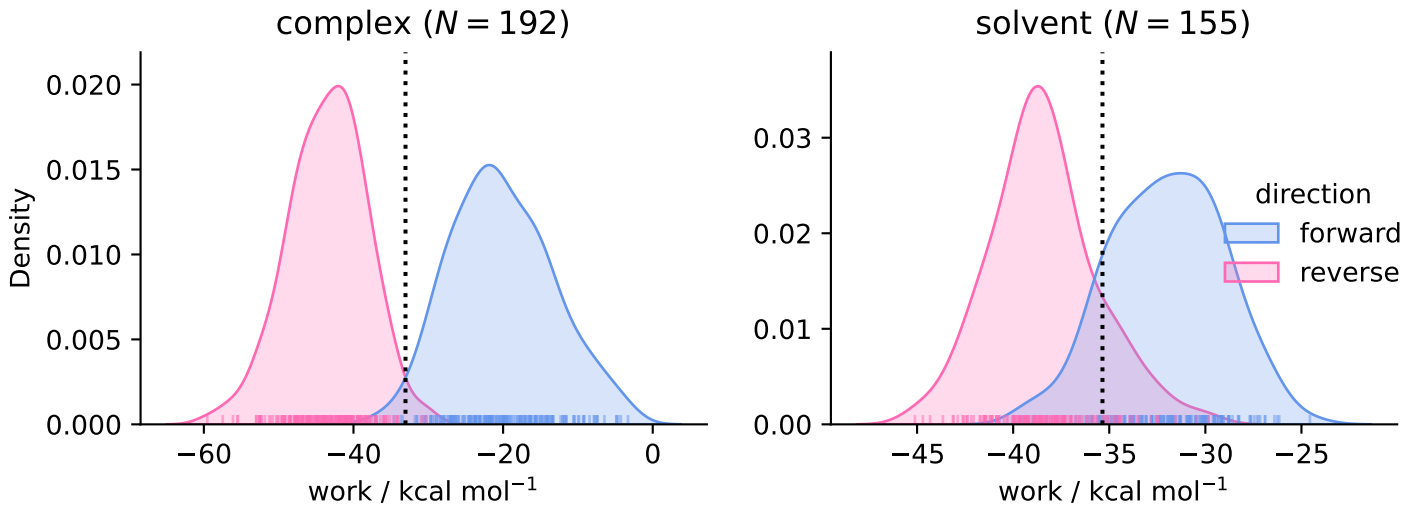 complex (N = 192)
Density
0.020
0.015
0.010
0.005
0.000
−60
−40
−20
0
work / kcal mol⁻¹
solvent (N = 155)
0.03
0.02
0.01
0.00
−45
−40
−35
−30
−25
work / kcal mol⁻¹
direction
forward
reverse